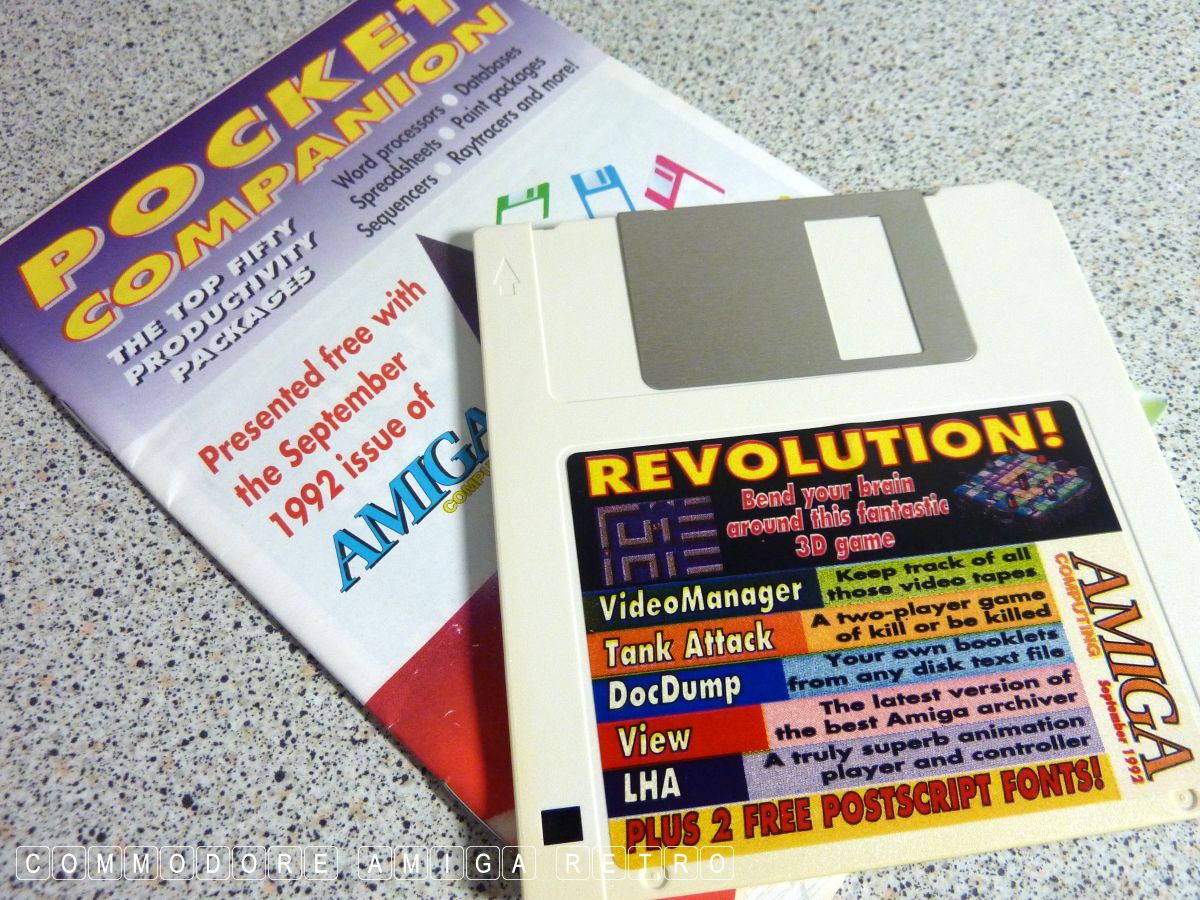 POCKET
COMPANION
THE TOP FIFTY
PRODUCTIVITY
PACKAGES
Word processors ● Databases
Spreadsheets ● Paint packages
Sequencers ● Raytracers and more!
Presented free with
the September
1992 issue of
AMIGA
REVOLUTION!
Bend your brain
around this fantastic
3D game
VideoManager
Keep track of all
those video tapes
Tank Attack
A two-player game
of kill or be killed
DocDump
Your own booklets
from any disk text file
View
The latest version of
the best Amiga archiver
LHA
A truly superb animation
player and controller
PLUS 2 FREE POSTSCRIPT FONTS!
AMIGA
COMPUTING
September 1992
COMMODORE AMIGA RETRO